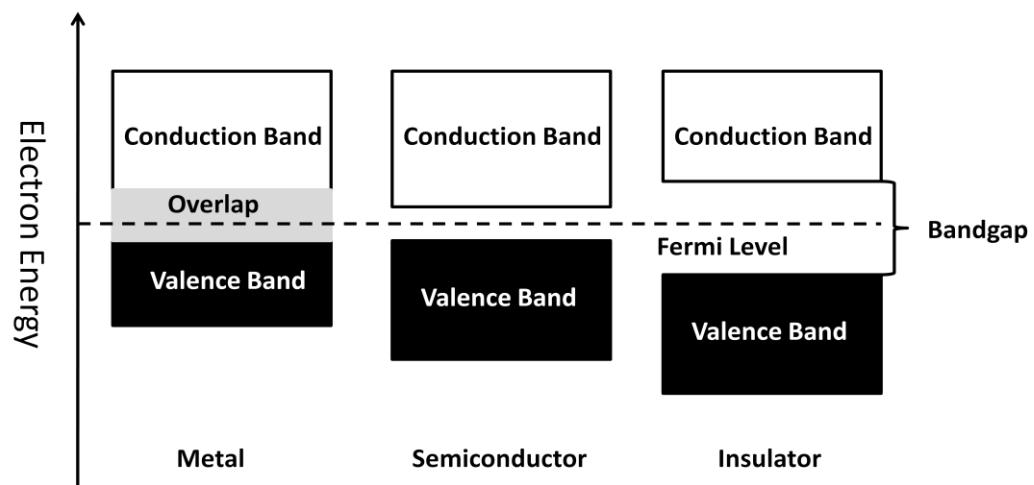 Electron Energy
Conduction Band
Conduction Band
Conduction Band
Overlap
Bandgap
Fermi Level
Valence Band
Valence Band
Valence Band
Metal
Semiconductor
Insulator